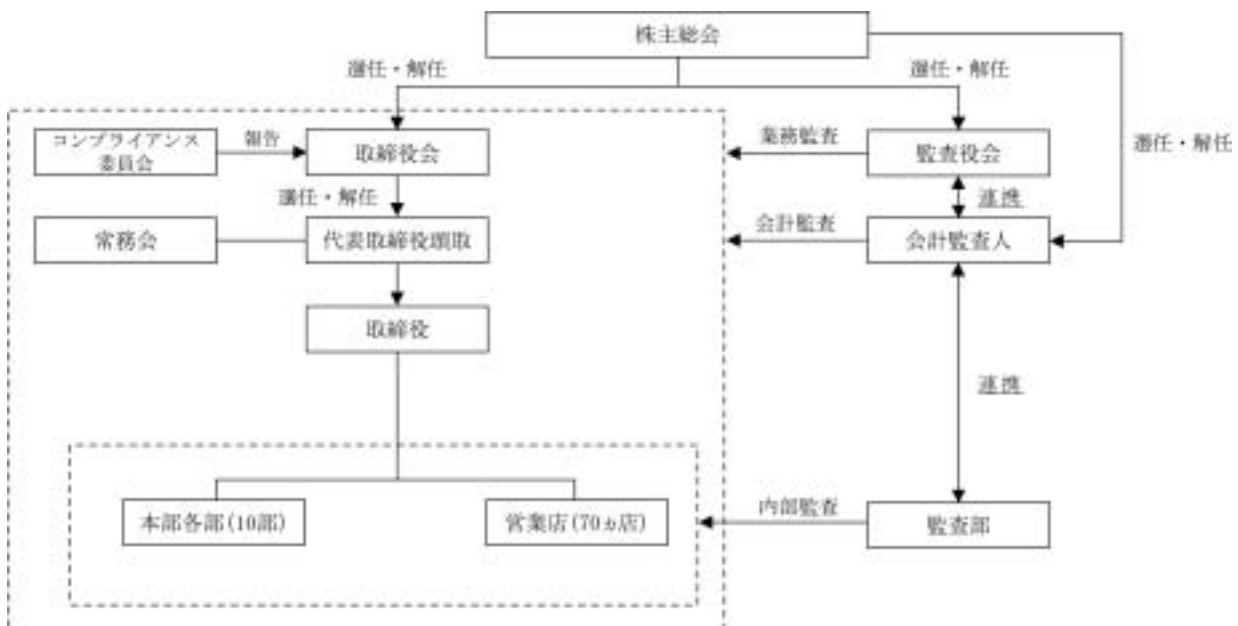 株主総会
選任・解任
選任・解任
選任・解任
コンプライアンス
委員会
報告
取締役会
業務監査
監査役会
選任・解任
連携
常務会
代表取締役頭取
会計監査
会計監査人
取締役
連携
本部各部(10部)
営業店(70ヵ店)
内部監査
監査部